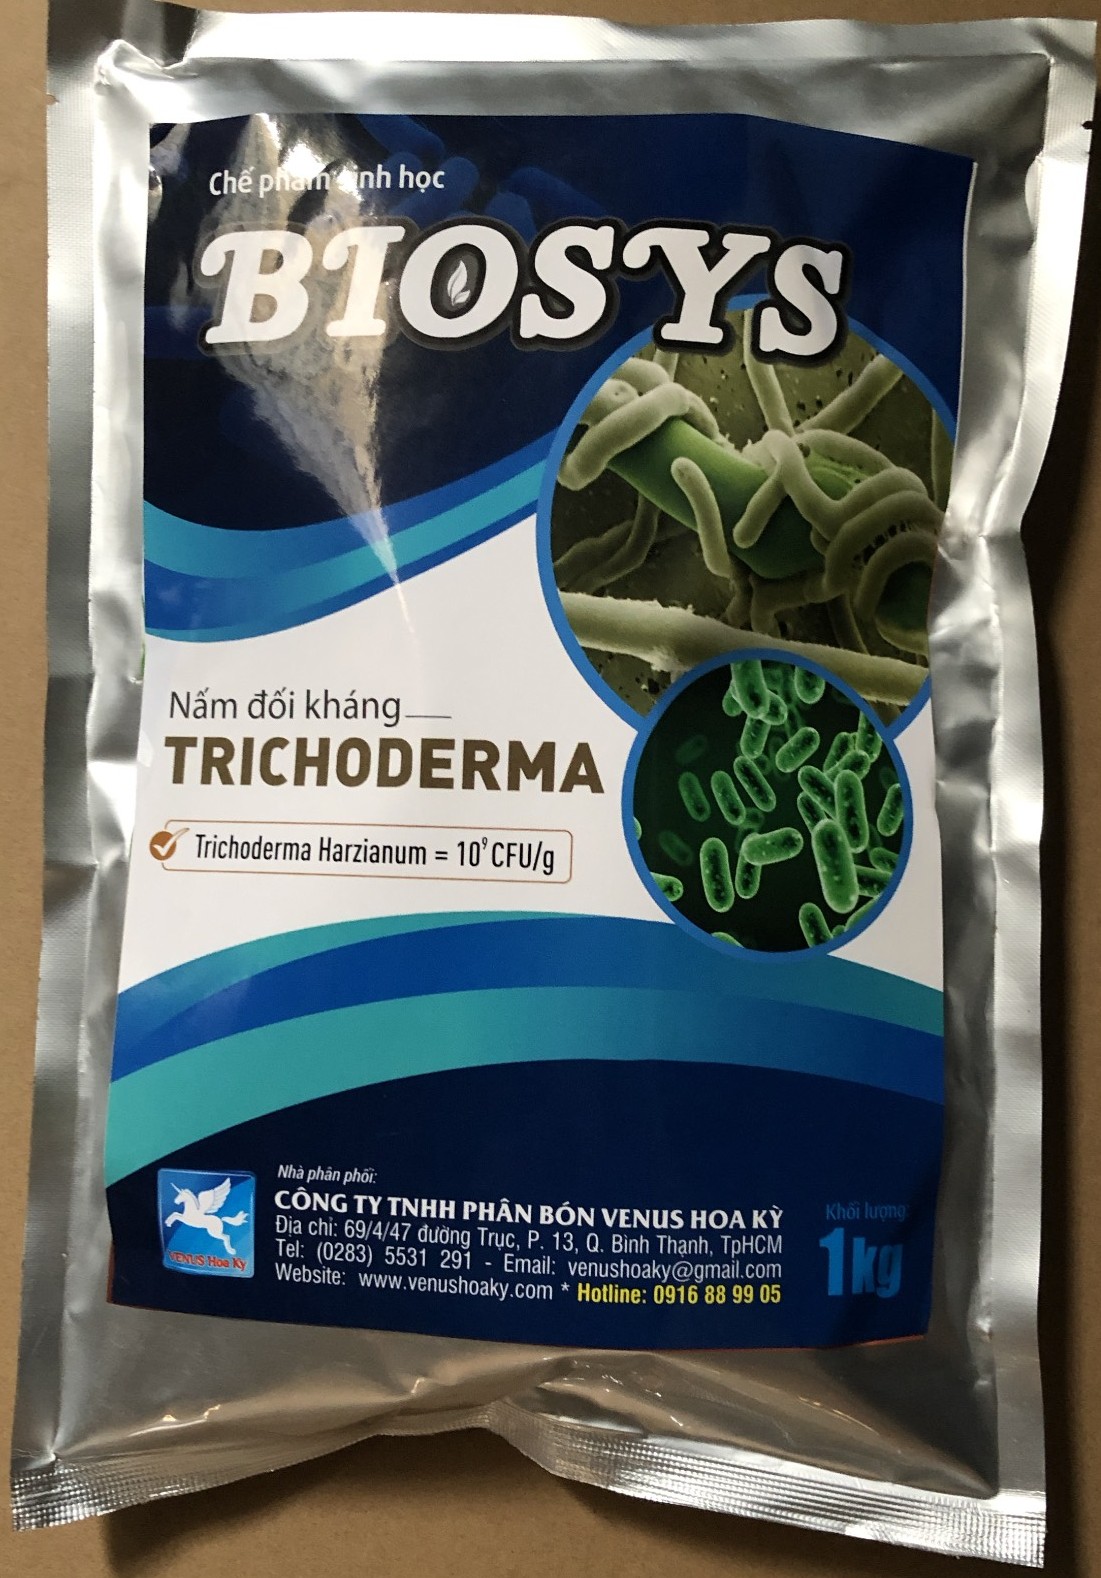 Chế phẩm sinh học
BIOSYS
Nấm đối kháng
TRICHODERMA
Trichoderma Harzianum = 10⁹ CFU/g
Nhà phân phối:
CÔNG TY TNHH PHÂN BÓN VENUS HOA KỲ
Địa chỉ: 69/4/47 đường Trục, P. 13, Q. Bình Thạnh, TpHCM
Tel: (0283) 5531 291 - Email: venushoaky@gmail.com
Website: www.venushoaky.com * Hotline: 0916 88 99 05
VENUS Hoa Kỳ
Khối lượng:
1kg